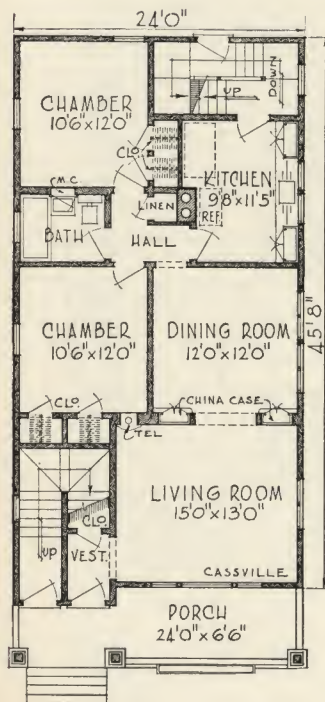 24'0"
DOWN
UP
CHAMBER
10'6"x12'0"
CLO.
KITCHEN
9'8"x11'5"
M.C.
LINEN
REF.
BATH
HALL
45'8"
CHAMBER
10'6"x12'0"
DINING ROOM
12'0"x12'0"
CHINA CASE
CLO.
TEL
LIVING ROOM
15'0"x13'0"
CLO.
UP
VEST.
CASSVILLE
PORCH
24'0"x6'6"